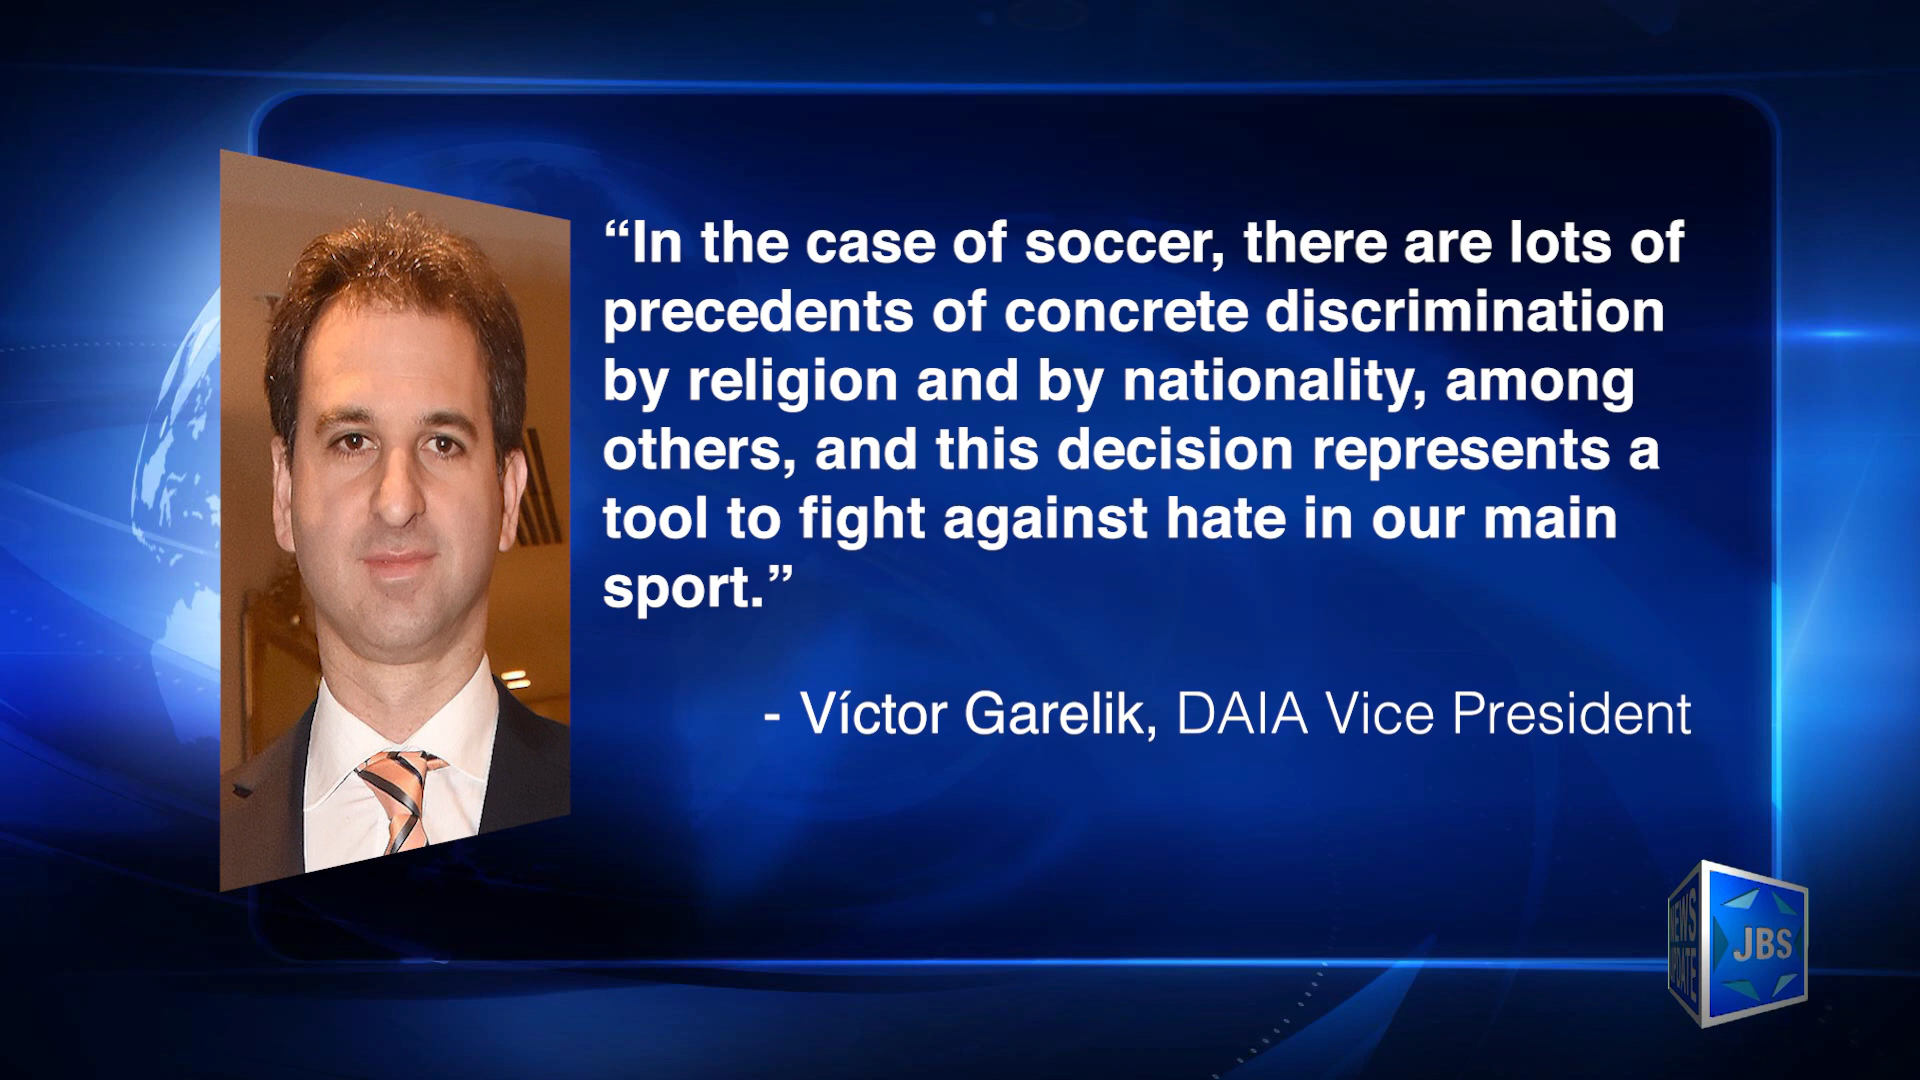 “In the case of soccer, there are lots of
precedents of concrete discrimination
by religion and by nationality, among
others, and this decision represents a
tool to fight against hate in our main
sport.”
- Víctor Garelik, DAIA Vice President
NEWS
UPDATE
JBS